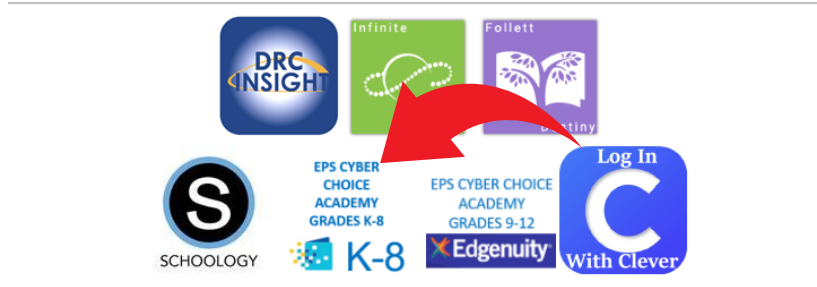 DRC
INSIGHT
Infinite
Follett
Destiny
S
SCHOOLOGY
EPS CYBER
CHOICE
ACADEMY
GRADES K-8
K-8
EPS CYBER CHOICE
ACADEMY
GRADES 9-12
Edgenuity
Log In
C
With Clever